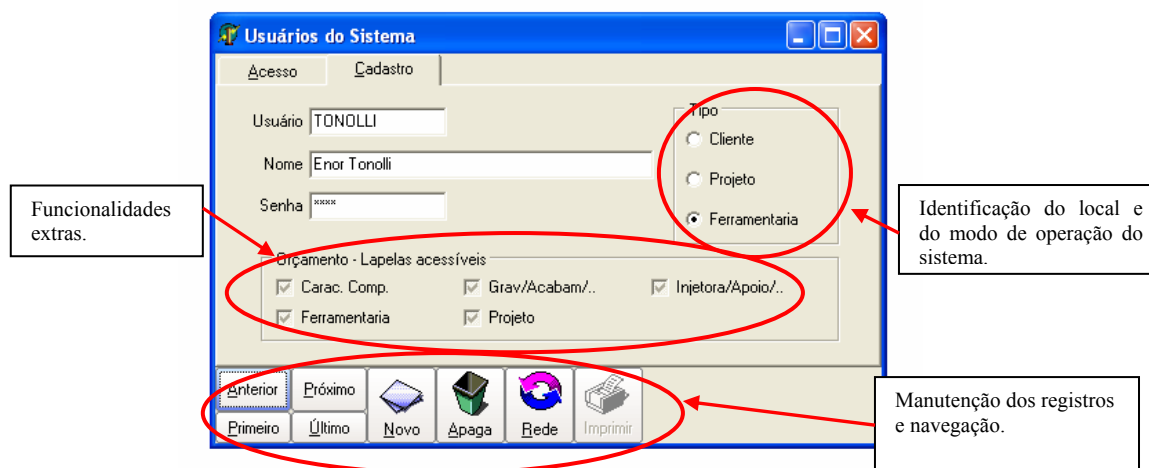 Usuários do Sistema
Acesso Cadastro
Usuário TONOLLI
Nome Enor Tonolli
Senha ****
Tipo
Cliente
Projeto
Ferramentaria
Funcionalidades
extras.
Identificação do local e
do modo de operação do
sistema.
Orçamento - Lapelas acessíveis
Carac. Comp. Grav/Acabam/.. Injetora/Apoio/..
Ferramentaria Projeto
Anterior Próximo
Primeiro Último Novo Apaga Rede Imprimir
Manutenção dos registros
e navegação.